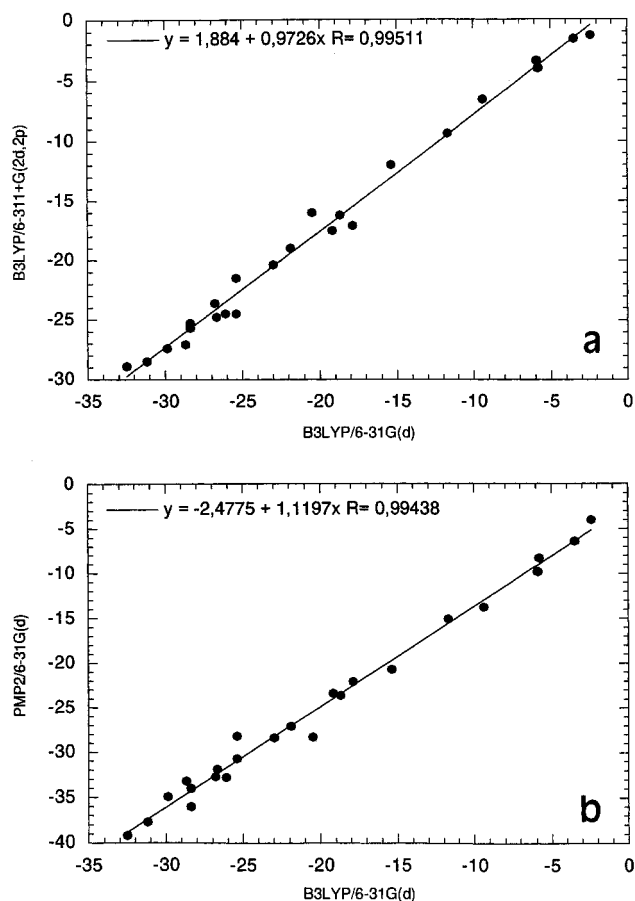 0
-5
-10
-15
-20
-25
-30
y = 1,884 + 0,9726x R= 0,99511
B3LYP/6-311+G(2d,2p)
a
-35 -30 -25 -20 -15 -10 -5 0
B3LYP/6-31G(d)
0
-5
-10
-15
-20
-25
-30
-35
-40
y = -2,4775 + 1,1197x R= 0,99438
PMP2/6-31G(d)
b
-35 -30 -25 -20 -15 -10 -5 0
B3LYP/6-31G(d)